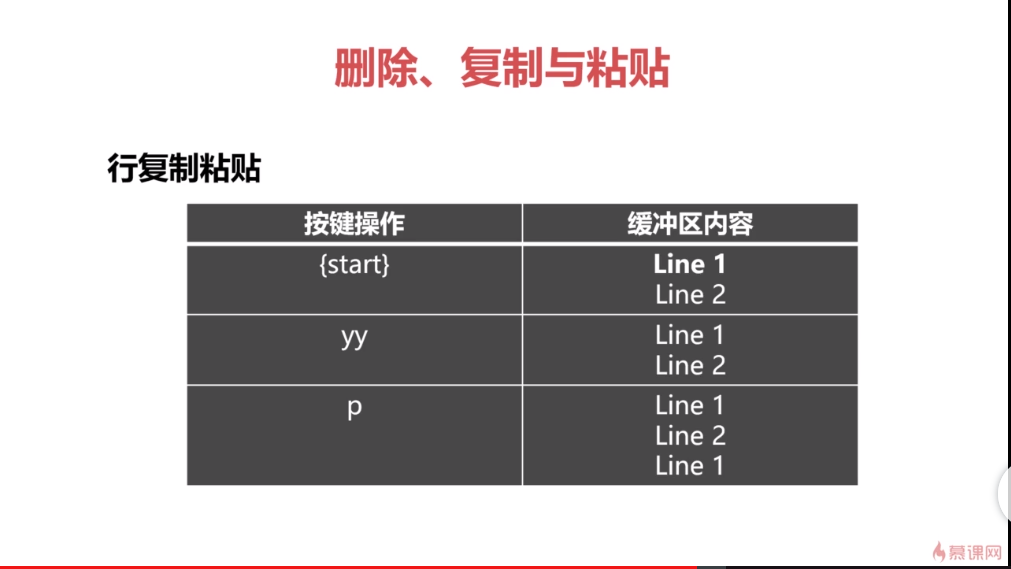 删除、复制与粘贴
行复制粘贴
按键操作 缓冲区内容
{start} Line 1
Line 2
yy Line 1
Line 2
p Line 1
Line 2
Line 1
慕课网